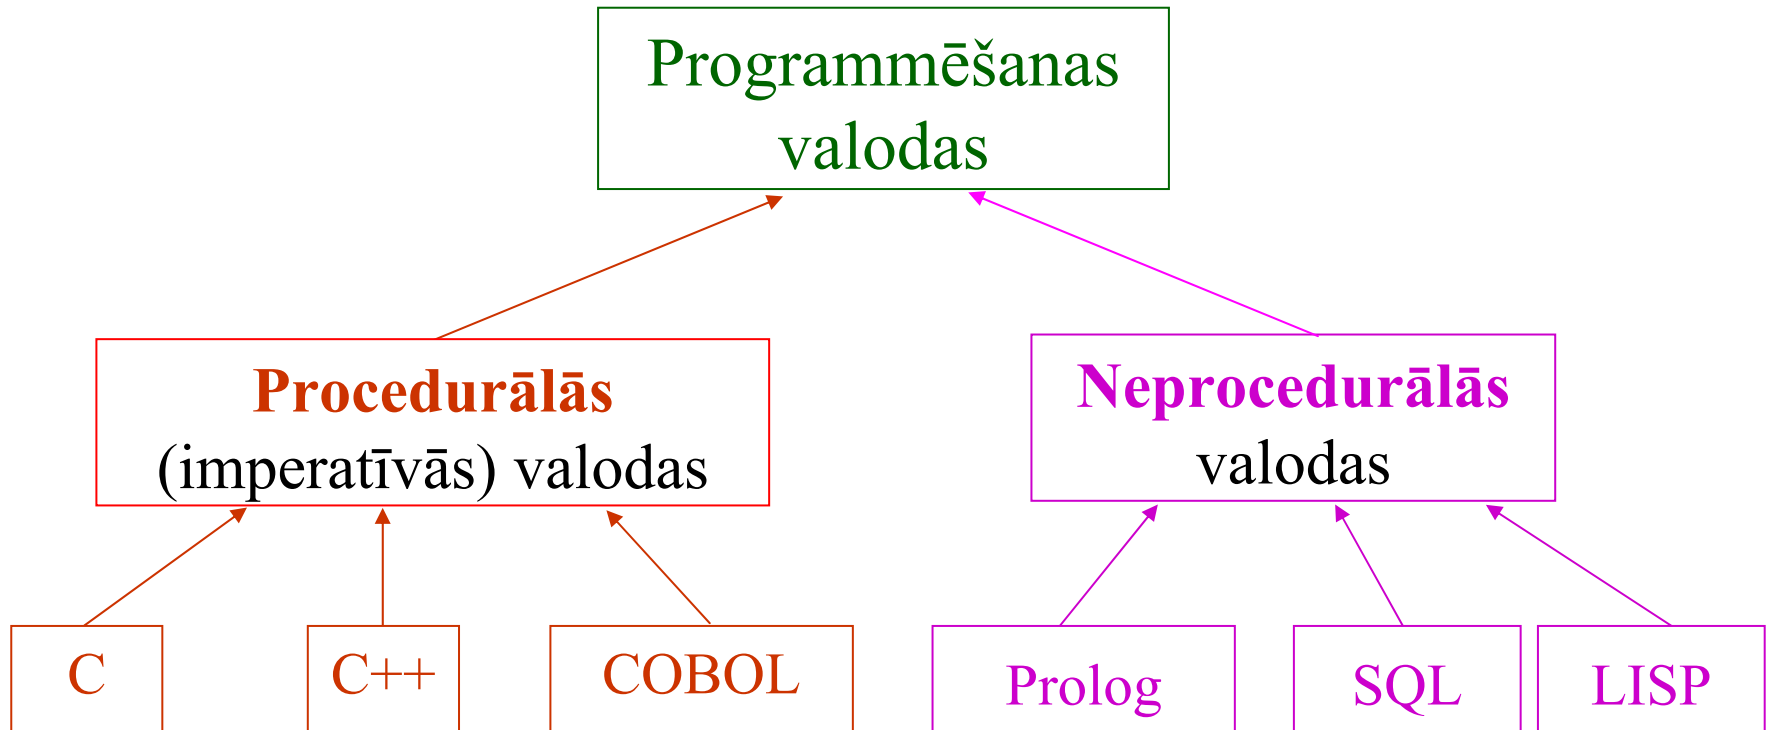 Programmēšanas
valodas
Procedurālās
(imperatīvās) valodas
Neprocedurālās
valodas
C
C++
COBOL
Prolog
SQL
LISP